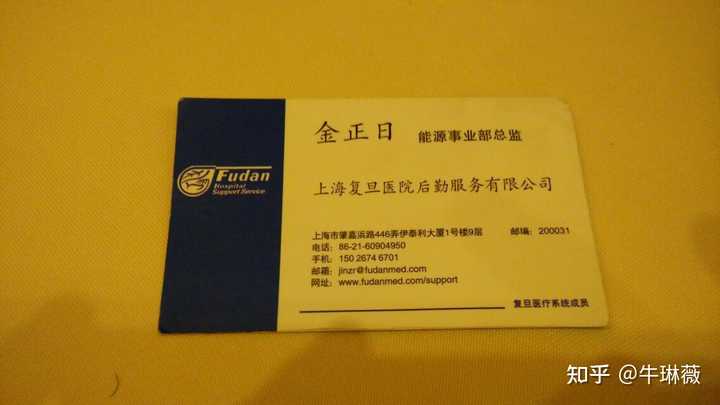 金正日 能源事业部总监
Fudan
Hospital
Support Service
上海复旦医院后勤服务有限公司
上海市肇嘉浜路446弄伊泰利大厦1号楼9层 邮编：200031
电话：86-21-60904950
手机：150 2674 6701
邮箱：jinzr@fudanmed.com
网址：www.fudanmed.com/support
复旦医疗系统成员
知乎 @牛琳薇